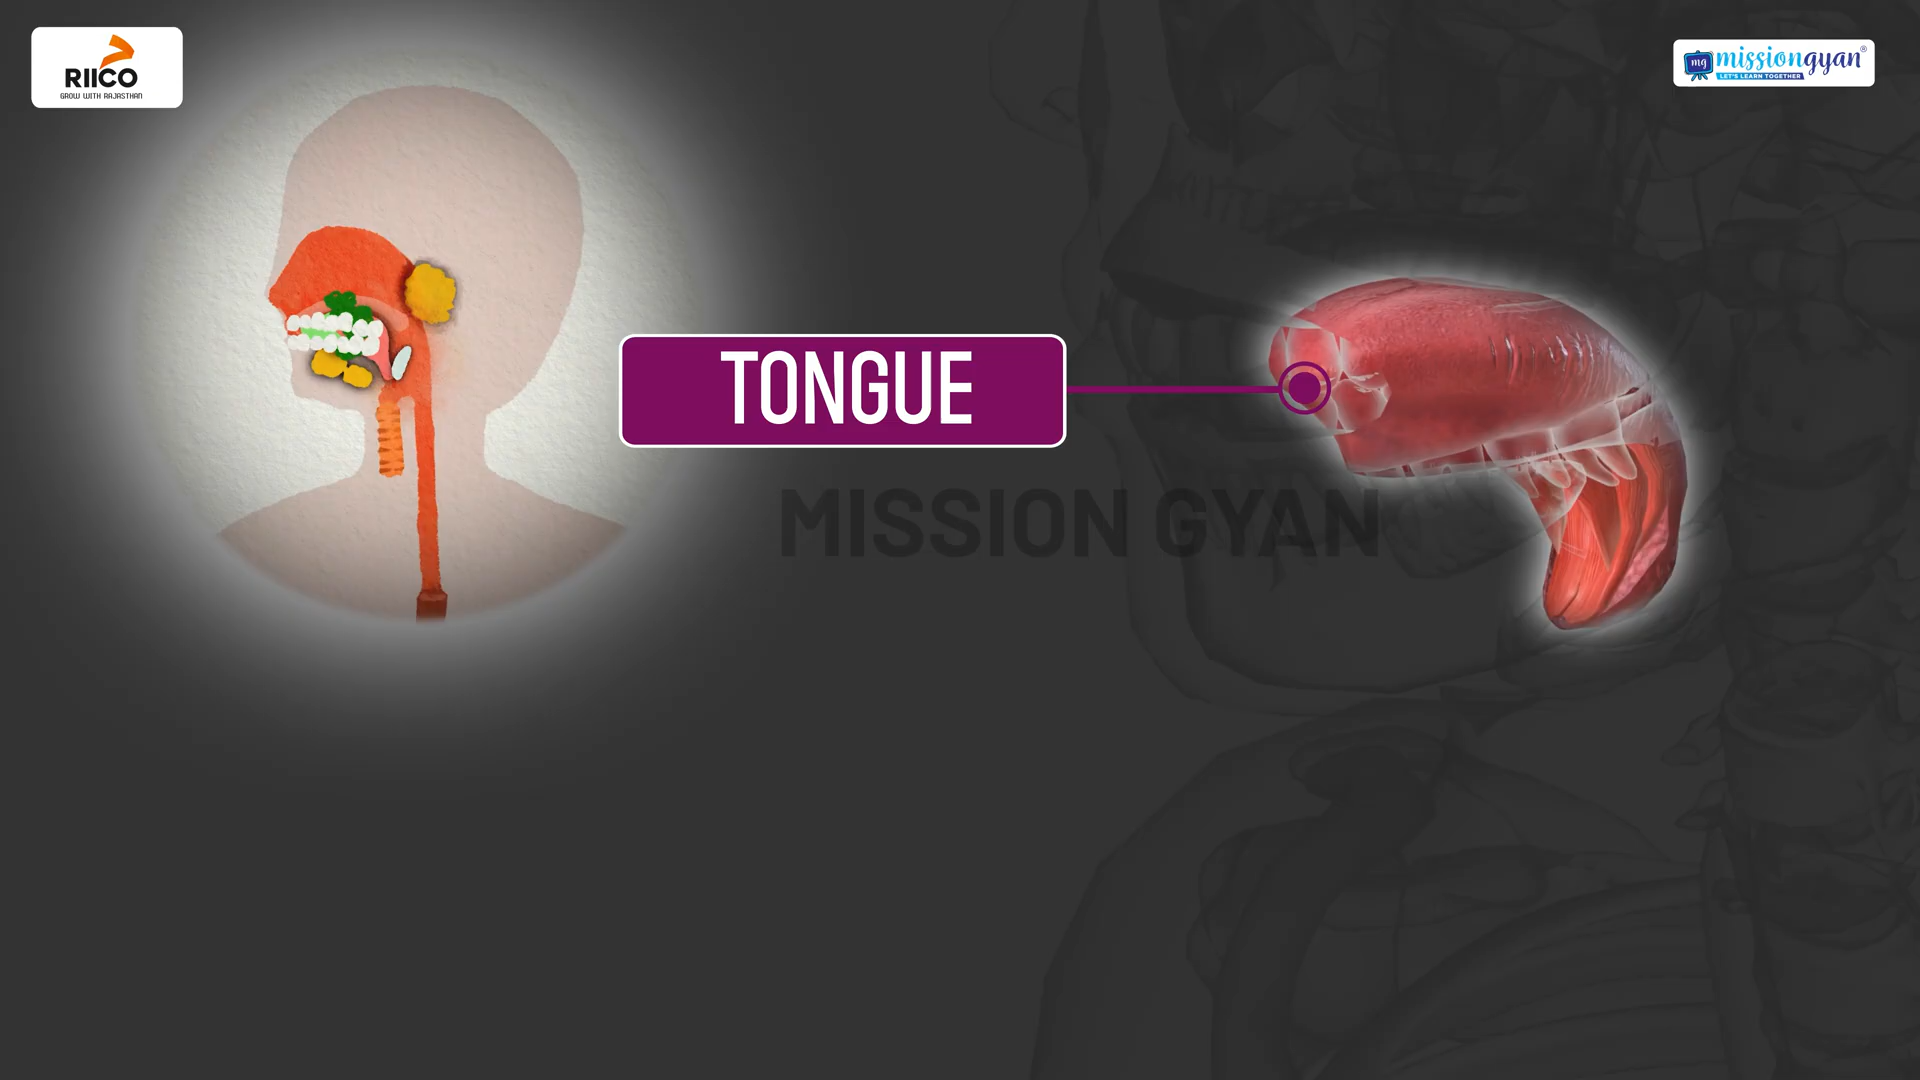 RIICO
GROW WITH RAJASTHAN
mg missiongyan®
LET'S LEARN TOGETHER
TONGUE
MISSION GYAN